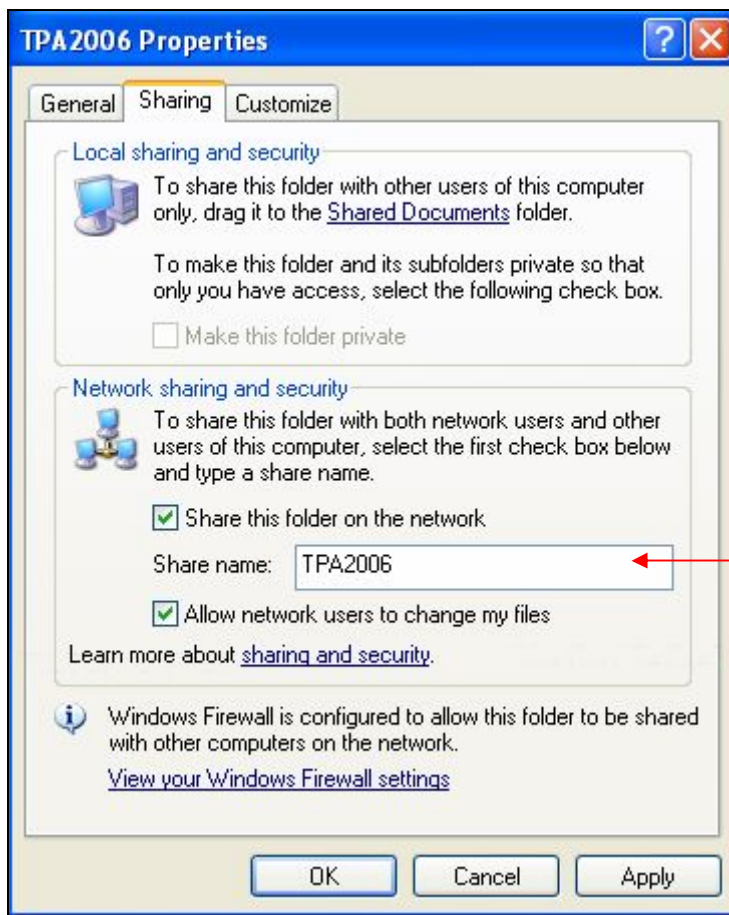 TPA2006 Properties
General Sharing Customize
Local sharing and security
To share this folder with other users of this computer
only, drag it to the Shared Documents folder.
To make this folder and its subfolders private so that
only you have access, select the following check box.
Make this folder private
Network sharing and security
To share this folder with both network users and other
users of this computer, select the first check box below
and type a share name.
Share this folder on the network
Share name: TPA2006
Allow network users to change my files
Learn more about sharing and security.
Windows Firewall is configured to allow this folder to be shared
with other computers on the network.
View your Windows Firewall settings
OK Cancel Apply